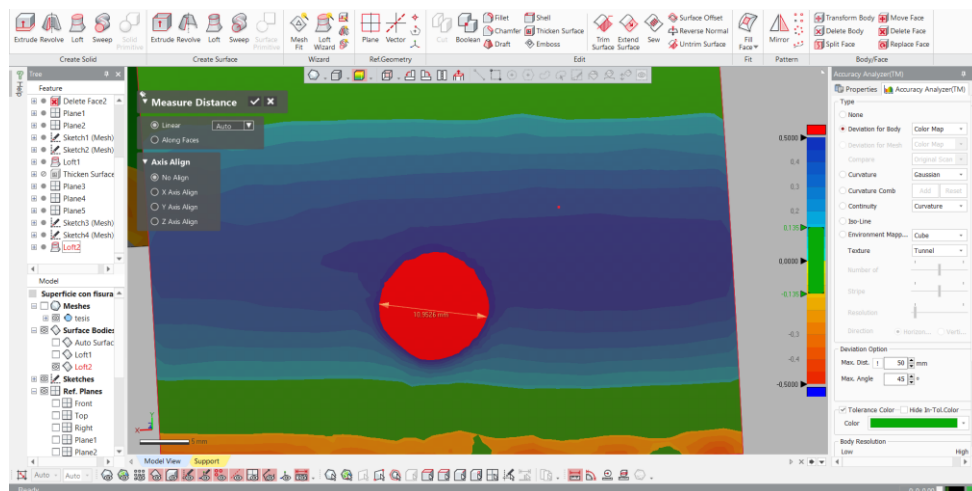 Extrude Revolve Loft Sweep Solid Primitive
Create Solid
Extrude Revolve Loft Sweep Surface Primitive
Create Surface
Mesh Fit Loft Wizard
Wizard
Plane Vector
Ref.Geometry
Cut Boolean
Fillet Shell
Chamfer Thicken Surface
Draft Emboss
Trim Surface Extend Surface Sew
Surface Offset
Reverse Normal
Untrim Surface
Edit
Fill Face
Fit
Mirror
Pattern
Transform Body Move Face
Delete Body Delete Face
Split Face Replace Face
Body/Face
Help
Tree
Feature
Delete Face2
Plane1
Plane2
Sketch1 (Mesh)
Sketch2 (Mesh)
Loft1
Thicken Surface
Plane3
Plane4
Plane5
Sketch3 (Mesh)
Sketch4 (Mesh)
Loft2
Model
Superficie con fisura
Meshes
tesis
Surface Bodies
Auto Surfac
Loft1
Loft2
Sketches
Ref. Planes
Front
Top
Right
Plane1
Plane2
Measure Distance
Linear Auto
Along Faces
Axis Align
No Align
X Axis Align
Y Axis Align
Z Axis Align
10.9526 mm
5 mm
0.5000
0.4
0.3
0.2
0.135
0.0000
-0.135
-0.3
-0.4
-0.5000
Model View Support
Accuracy Analyzer(TM)
Properties Accuracy Analyzer(TM)
Type
None
Deviation for Body Color Map
Deviation for Mesh Color Map
Compare Original Scan
Curvature Gaussian
Curvature Comb Add Reset
Continuity Curvature
Iso-Line
Environment Mapp... Cube
Texture Tunnel
Number of
Stripe
Resolution
Direction Horizon... Verti...
Deviation Option
Max. Dist. 50 mm
Max. Angle 45 °
Tolerance Color Hide In-Tol.Color
Color
Body Resolution
Low High
Auto Auto
Ready